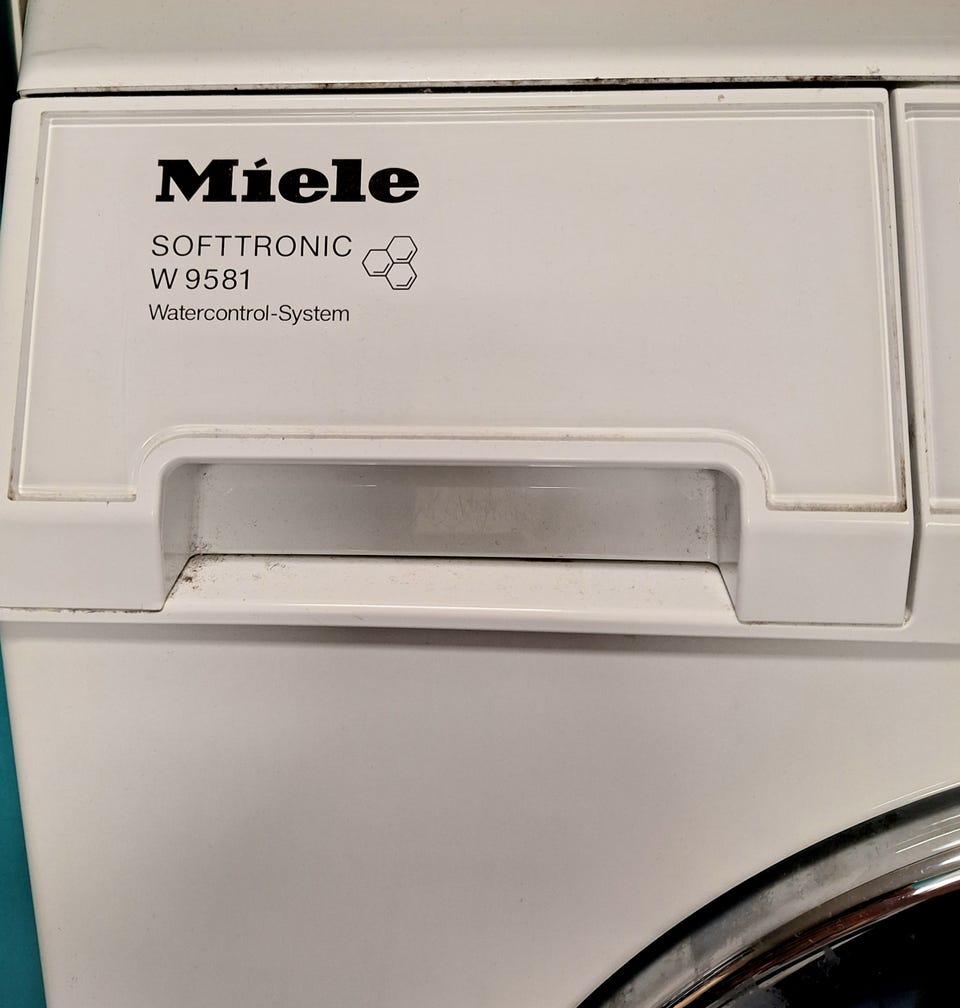 Miele
SOFTTRONIC
W 9581
Watercontrol-System